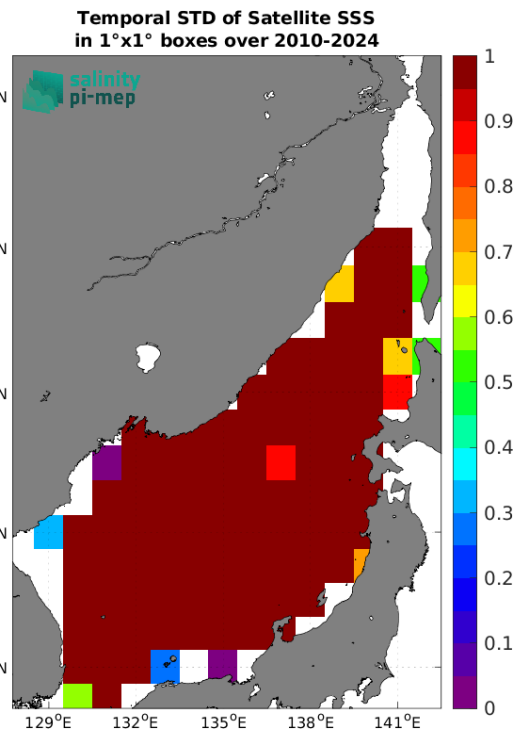 Temporal STD of Satellite SSS
in 1°x1° boxes over 2010-2024
salinity
pi-mep
N
N
N
N
N
1
0.9
0.8
0.7
0.6
0.5
0.4
0.3
0.2
0.1
0
129°E 132°E 135°E 138°E 141°E